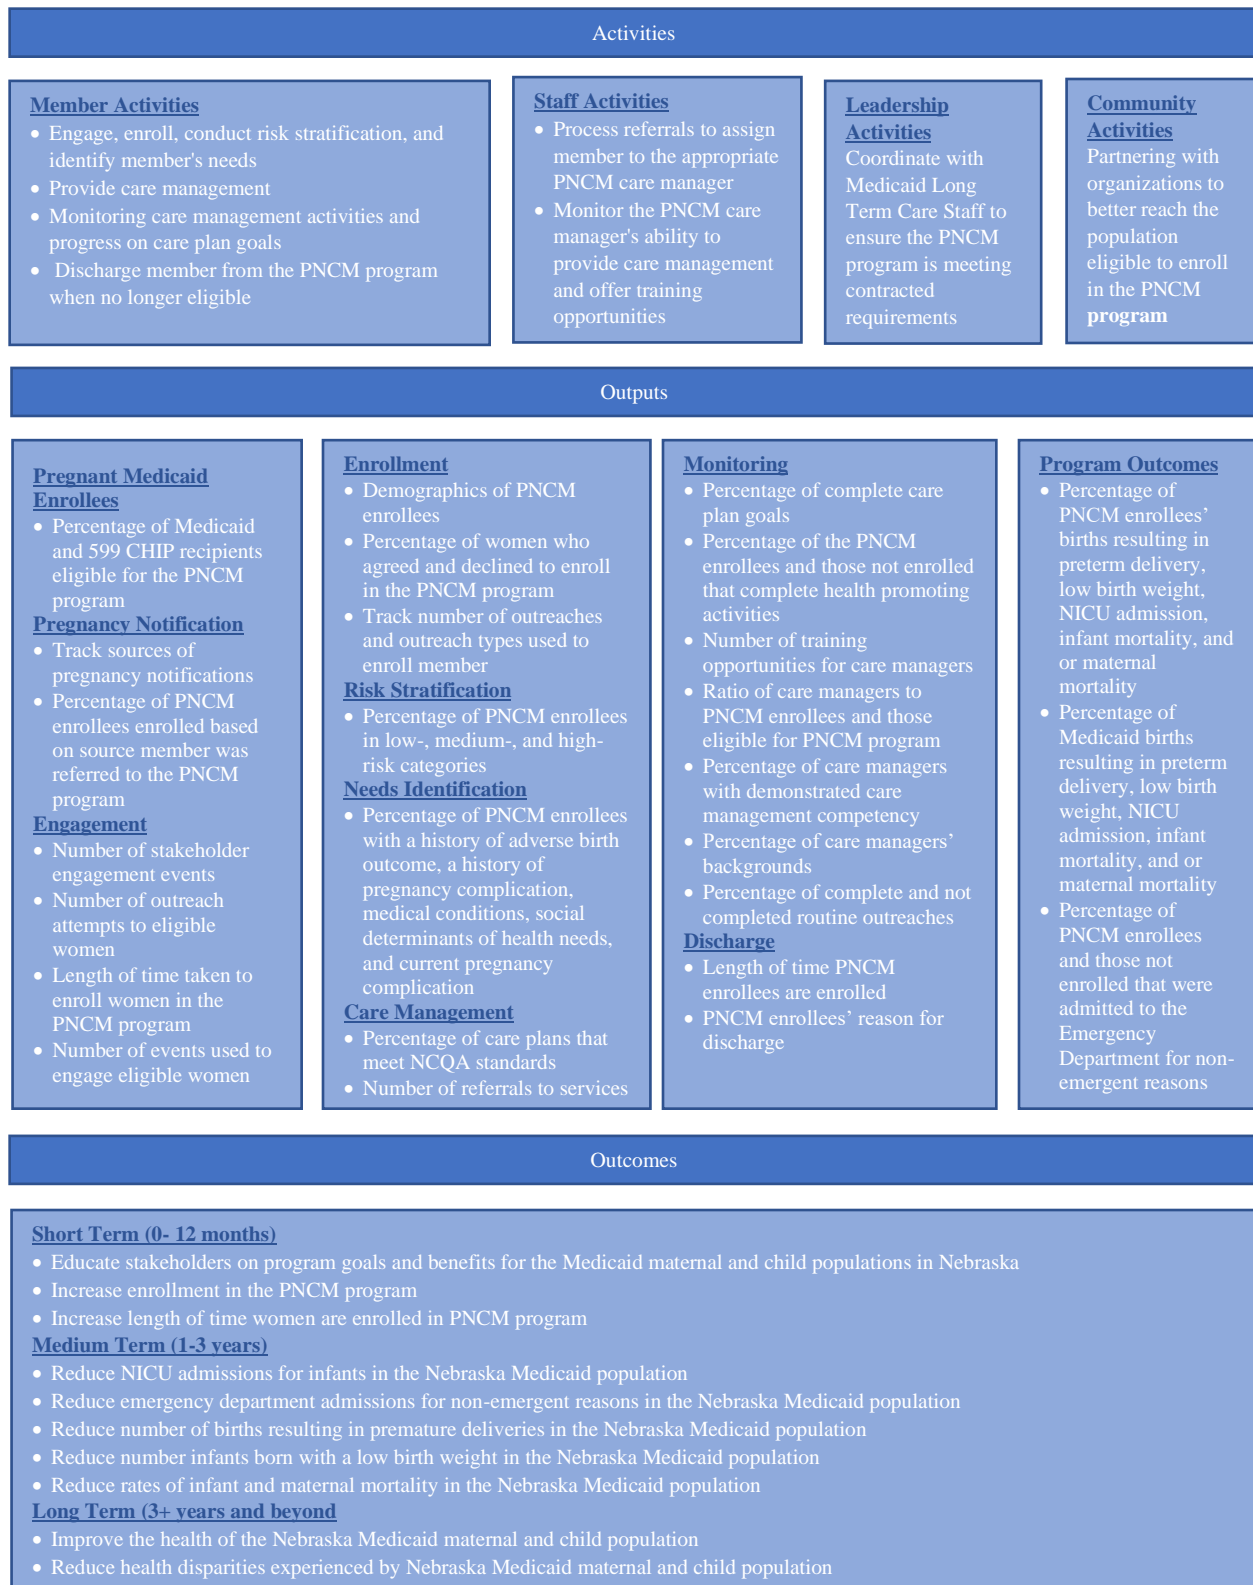 Activities
Member Activities
• Engage, enroll, conduct risk stratification, and
identify member's needs
• Provide care management
• Monitoring care management activities and
progress on care plan goals
• Discharge member from the PNCM program
when no longer eligible
Staff Activities
• Process referrals to assign
member to the appropriate
PNCM care manager
• Monitor the PNCM care
manager's ability to
provide care management
and offer training
opportunities
Leadership
Activities
Coordinate with
Medicaid Long
Term Care Staff to
ensure the PNCM
program is meeting
contracted
requirements
Community
Activities
Partnering with
organizations to
better reach the
population
eligible to enroll
in the PNCM
program
Outputs
Pregnant Medicaid
Enrollees
• Percentage of Medicaid
and 599 CHIP recipients
eligible for the PNCM
program
Pregnancy Notification
• Track sources of
pregnancy notifications
• Percentage of PNCM
enrollees enrolled based
on source member was
referred to the PNCM
program
Engagement
• Number of stakeholder
engagement events
• Number of outreach
attempts to eligible
women
• Length of time taken to
enroll women in the
PNCM program
• Number of events used to
engage eligible women
Enrollment
• Demographics of PNCM
enrollees
• Percentage of women who
agreed and declined to enroll
in the PNCM program
• Track number of outreaches
and outreach types used to
enroll member
Risk Stratification
• Percentage of PNCM enrollees
in low-, medium-, and high-
risk categories
Needs Identification
• Percentage of PNCM enrollees
with a history of adverse birth
outcome, a history of
pregnancy complication,
medical conditions, social
determinants of health needs,
and current pregnancy
complication
Care Management
• Percentage of care plans that
meet NCQA standards
• Number of referrals to services
Monitoring
• Percentage of complete care
plan goals
• Percentage of the PNCM
enrollees and those not enrolled
that complete health promoting
activities
• Number of training
opportunities for care managers
• Ratio of care managers to
PNCM enrollees and those
eligible for PNCM program
• Percentage of care managers
with demonstrated care
management competency
• Percentage of care managers’
backgrounds
• Percentage of complete and not
completed routine outreaches
Discharge
• Length of time PNCM
enrollees are enrolled
• PNCM enrollees’ reason for
discharge
Program Outcomes
• Percentage of
PNCM enrollees’
births resulting in
preterm delivery,
low birth weight,
NICU admission,
infant mortality, and
or maternal
mortality
• Percentage of
Medicaid births
resulting in preterm
delivery, low birth
weight, NICU
admission, infant
mortality, and or
maternal mortality
• Percentage of
PNCM enrollees
and those not
enrolled that were
admitted to the
Emergency
Department for non-
emergent reasons
Outcomes
Short Term (0- 12 months)
• Educate stakeholders on program goals and benefits for the Medicaid maternal and child populations in Nebraska
• Increase enrollment in the PNCM program
• Increase length of time women are enrolled in PNCM program
Medium Term (1-3 years)
• Reduce NICU admissions for infants in the Nebraska Medicaid population
• Reduce emergency department admissions for non-emergent reasons in the Nebraska Medicaid population
• Reduce number of births resulting in premature deliveries in the Nebraska Medicaid population
• Reduce number infants born with a low birth weight in the Nebraska Medicaid population
• Reduce rates of infant and maternal mortality in the Nebraska Medicaid population
Long Term (3+ years and beyond
• Improve the health of the Nebraska Medicaid maternal and child population
• Reduce health disparities experienced by Nebraska Medicaid maternal and child population